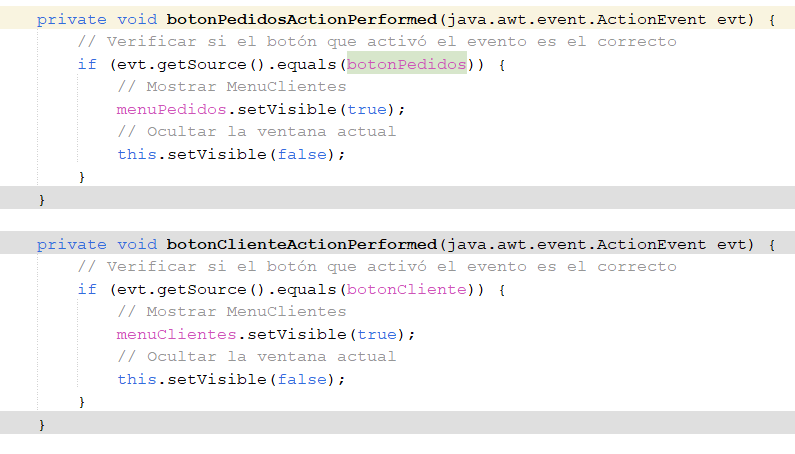 private void botonPedidosActionPerformed(java.awt.event.ActionEvent evt) {
// Verificar si el botón que activó el evento es el correcto
if (evt.getSource().equals(botonPedidos)) {
// Mostrar MenuClientes
menuPedidos.setVisible(true);
// Ocultar la ventana actual
this.setVisible(false);
}
}
private void botonClienteActionPerformed(java.awt.event.ActionEvent evt) {
// Verificar si el botón que activó el evento es el correcto
if (evt.getSource().equals(botonCliente)) {
// Mostrar MenuClientes
menuClientes.setVisible(true);
// Ocultar la ventana actual
this.setVisible(false);
}
}